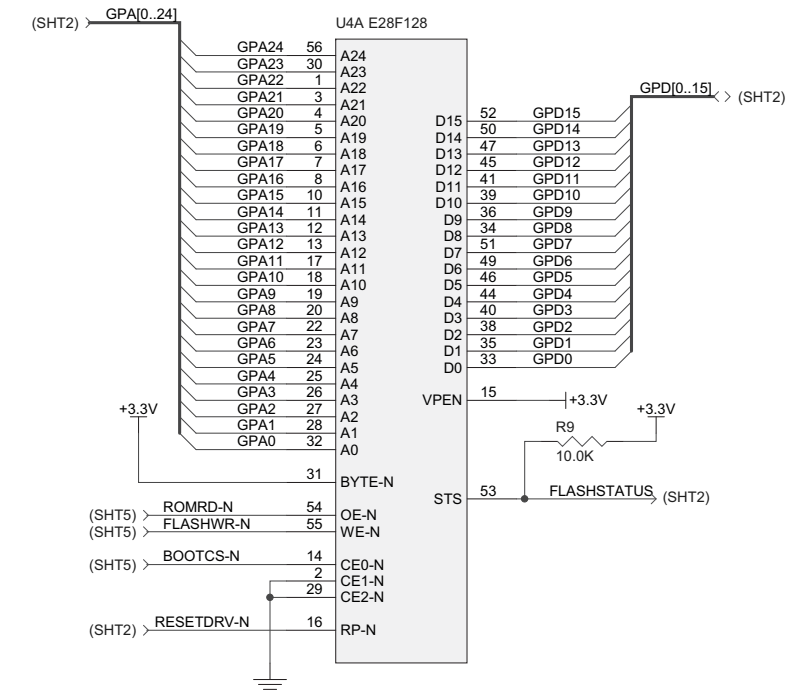 (SHT2) GPA[0..24]
U4A E28F128
GPA24 56 A24
GPA23 30 A23
GPA22 1 A22
GPA21 3 A21
GPA20 4 A20
GPA19 5 A19
GPA18 6 A18
GPA17 7 A17
GPA16 8 A16
GPA15 10 A15
GPA14 11 A14
GPA13 12 A13
GPA12 13 A12
GPA11 17 A11
GPA10 18 A10
GPA9 19 A9
GPA8 20 A8
GPA7 22 A7
GPA6 23 A6
GPA5 24 A5
GPA4 25 A4
GPA3 26 A3
GPA2 27 A2
GPA1 28 A1
GPA0 32 A0
+3.3V
31 BYTE-N
(SHT5) ROMRD-N 54 OE-N
(SHT5) FLASHWR-N 55 WE-N
(SHT5) BOOTCS-N 14 CE0-N
2 CE1-N
29 CE2-N
(SHT2) RESETDRV-N 16 RP-N
GPD[0..15] (SHT2)
D15 52 GPD15
D14 50 GPD14
D13 47 GPD13
D12 45 GPD12
D11 41 GPD11
D10 39 GPD10
D9 36 GPD9
D8 34 GPD8
D7 51 GPD7
D6 49 GPD6
D5 46 GPD5
D4 44 GPD4
D3 40 GPD3
D2 38 GPD2
D1 35 GPD1
D0 33 GPD0
VPEN 15 +3.3V
+3.3V
R9
10.0K
STS 53 FLASHSTATUS (SHT2)